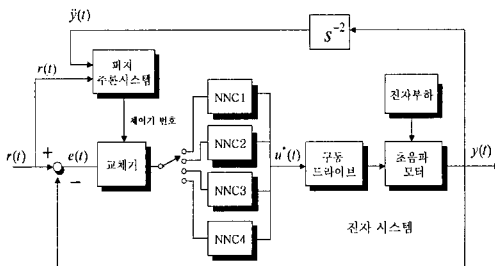 ÿ(t)
s⁻²
r(t)
퍼지
추론시스템
제어기 번호
r(t)
+
e(t)
−
교체기
NNC1
NNC2
NNC3
NNC4
u*(t)
구동
드라이브
진자부하
초음파
모터
y(t)
진자 시스템